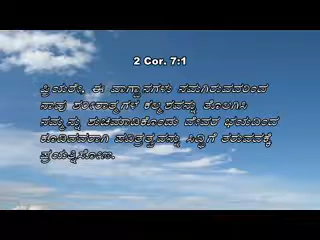 2 Cor. 7:1
ಪ್ರಿಯರೇ, ಈ ವಾಗ್ದಾನಗಳು ನಮಗಿರುವದರಿಂದ
ನಾವು ಶರೀರಾತ್ಮಗಳ ಕಲ್ಮಶವನ್ನು ತೊಲಗಿಸಿ
ನಮ್ಮನ್ನು ಶುಚಿಮಾಡಿಕೊಂಡು ದೇವರ ಭಯದಿಂದ
ಕೂಡಿದವರಾಗಿ ಪವಿತ್ರತ್ವವನ್ನು ಸಿದ್ಧಿಗೆ ತರುವದಕ್ಕೆ
ಪ್ರಯತ್ನಿಸೋಣ.